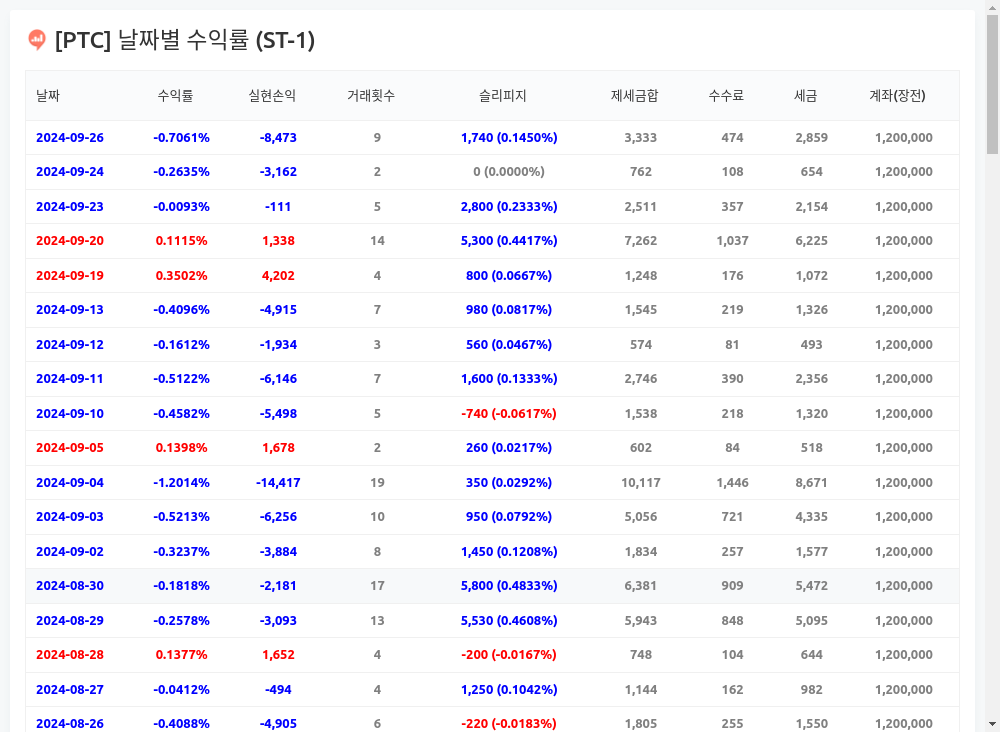 [PTC] 날짜별 수익률 (ST-1)
날짜 수익률 실현손익 거래횟수 슬리피지 제세금합 수수료 세금 계좌(장전)
2024-09-26 -0.7061% -8,473 9 1,740 (0.1450%) 3,333 474 2,859 1,200,000
2024-09-24 -0.2635% -3,162 2 0 (0.0000%) 762 108 654 1,200,000
2024-09-23 -0.0093% -111 5 2,800 (0.2333%) 2,511 357 2,154 1,200,000
2024-09-20 0.1115% 1,338 14 5,300 (0.4417%) 7,262 1,037 6,225 1,200,000
2024-09-19 0.3502% 4,202 4 800 (0.0667%) 1,248 176 1,072 1,200,000
2024-09-13 -0.4096% -4,915 7 980 (0.0817%) 1,545 219 1,326 1,200,000
2024-09-12 -0.1612% -1,934 3 560 (0.0467%) 574 81 493 1,200,000
2024-09-11 -0.5122% -6,146 7 1,600 (0.1333%) 2,746 390 2,356 1,200,000
2024-09-10 -0.4582% -5,498 5 -740 (-0.0617%) 1,538 218 1,320 1,200,000
2024-09-05 0.1398% 1,678 2 260 (0.0217%) 602 84 518 1,200,000
2024-09-04 -1.2014% -14,417 19 350 (0.0292%) 10,117 1,446 8,671 1,200,000
2024-09-03 -0.5213% -6,256 10 950 (0.0792%) 5,056 721 4,335 1,200,000
2024-09-02 -0.3237% -3,884 8 1,450 (0.1208%) 1,834 257 1,577 1,200,000
2024-08-30 -0.1818% -2,181 17 5,800 (0.4833%) 6,381 909 5,472 1,200,000
2024-08-29 -0.2578% -3,093 13 5,530 (0.4608%) 5,943 848 5,095 1,200,000
2024-08-28 0.1377% 1,652 4 -200 (-0.0167%) 748 104 644 1,200,000
2024-08-27 -0.0412% -494 4 1,250 (0.1042%) 1,144 162 982 1,200,000
2024-08-26 -0.4088% -4,905 6 -220 (-0.0183%) 1,805 255 1,550 1,200,000